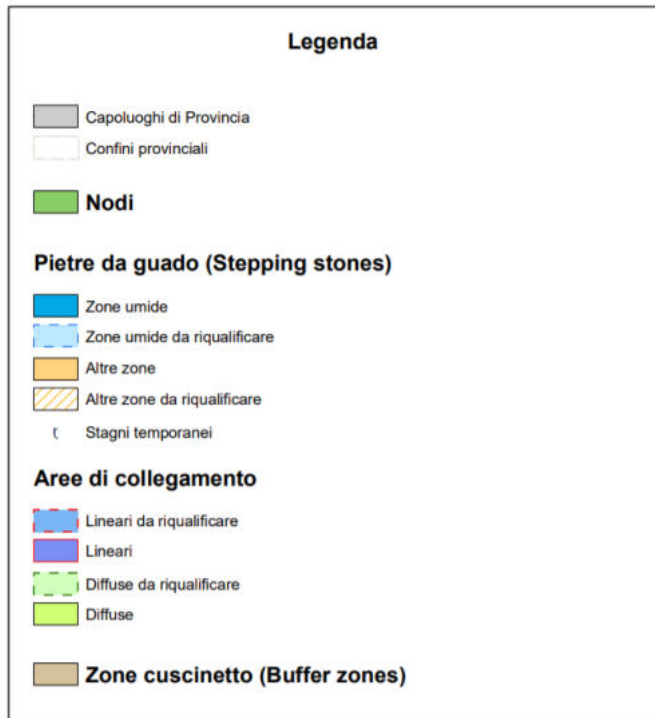 Legenda
Capoluoghi di Provincia
Confini provinciali
Nodi
Pietre da guado (Stepping stones)
Zone umide
Zone umide da riqualificare
Altre zone
Altre zone da riqualificare
Stagni temporanei
Aree di collegamento
Lineari da riqualificare
Lineari
Diffuse da riqualificare
Diffuse
Zone cuscinetto (Buffer zones)